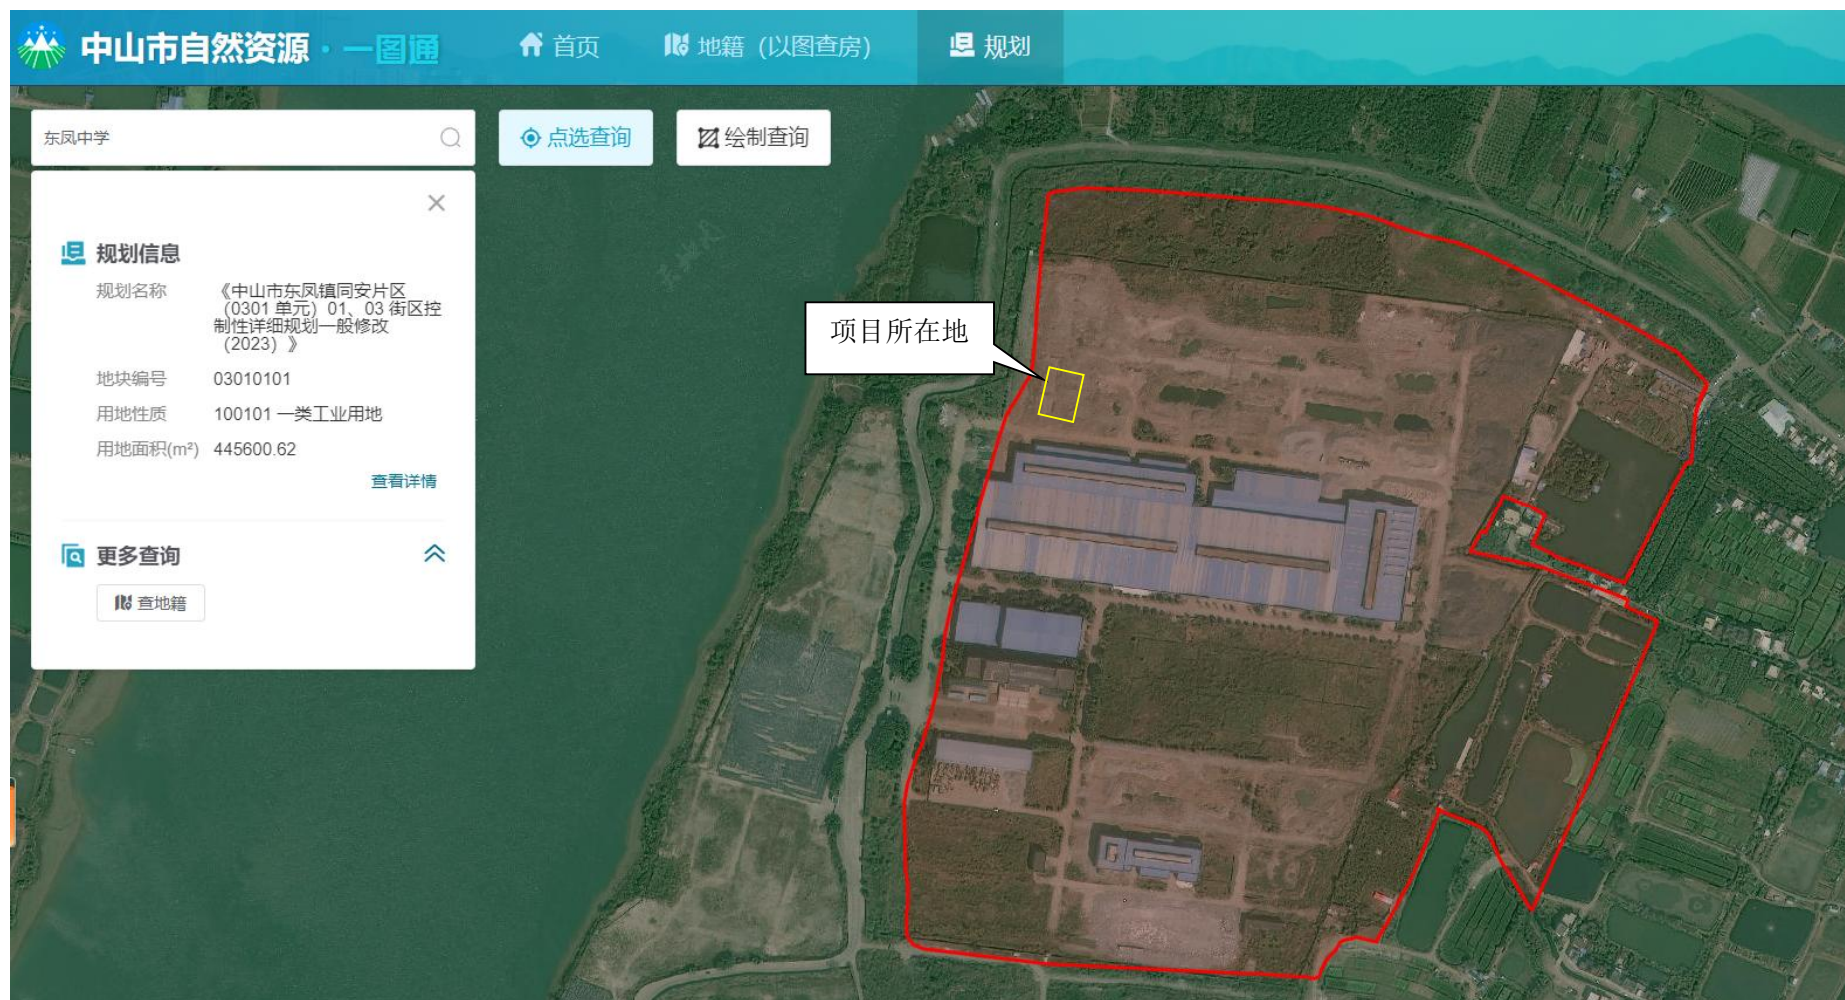 中山市自然资源·一图通
首页
地籍（以图查房）
规划
东凤中学
点选查询
绘制查询
规划信息
规划名称
《中山市东凤镇同安片区
（0301 单元）01、03 街区控
制性详细规划一般修改
（2023）》
地块编号
03010101
用地性质
100101 一类工业用地
用地面积(m²)
445600.62
查看详情
更多查询
查地籍
项目所在地